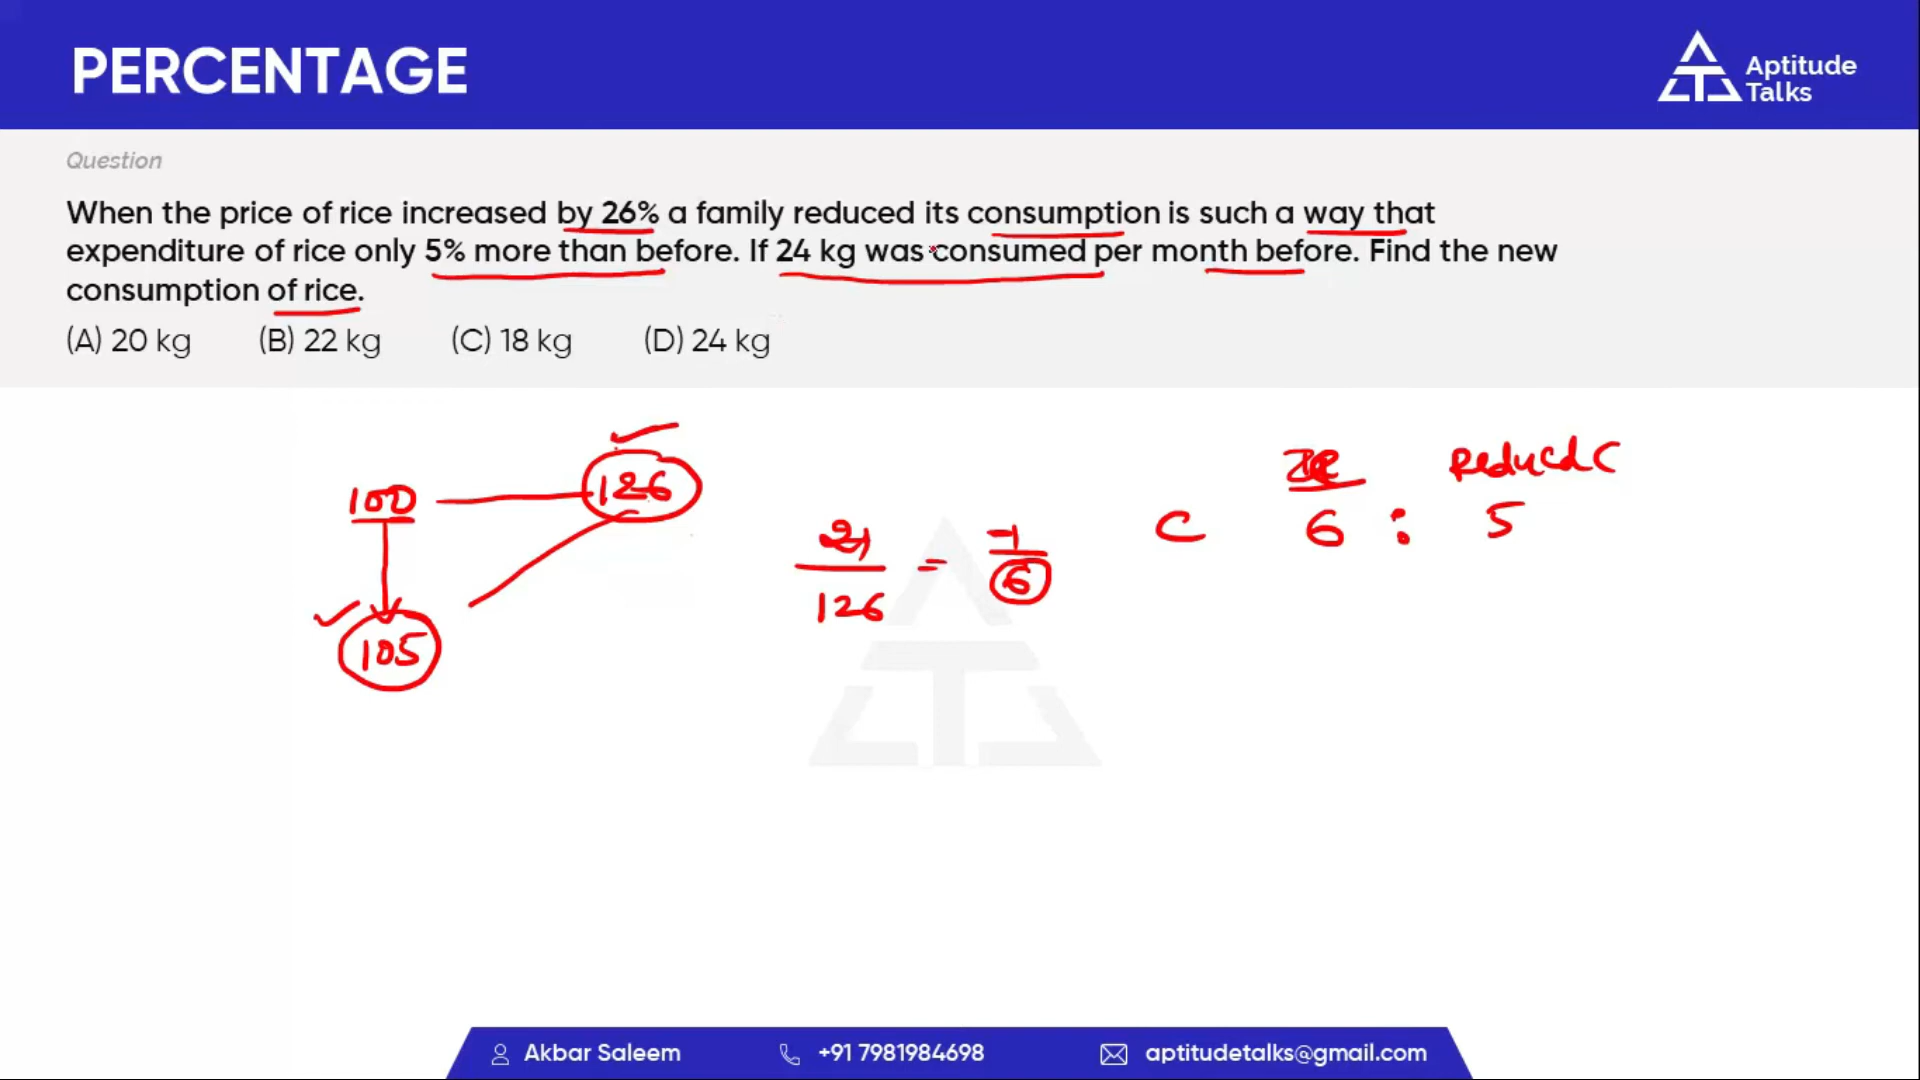 PERCENTAGE
Aptitude
Talks
Question
When the price of rice increased by 26% a family reduced its consumption is such a way that
expenditure of rice only 5% more than before. If 24 kg was consumed per month before. Find the new
consumption of rice.
(A) 20 kg (B) 22 kg (C) 18 kg (D) 24 kg
100 126
105
21/126 = -1/6
Reduced C
C 6 : 5
Akbar Saleem +91 7981984698 aptitudetalks@gmail.com